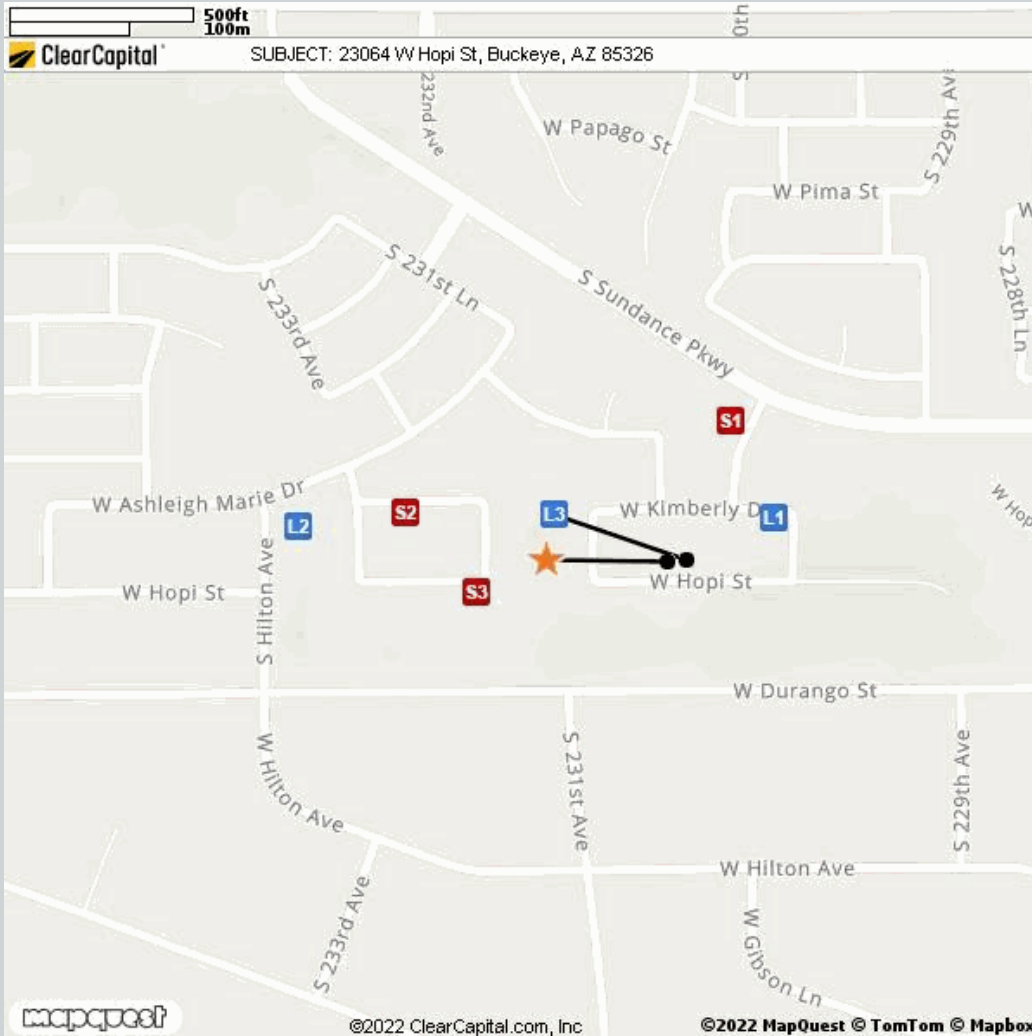 500ft
100m
ClearCapital
SUBJECT: 23064 W Hopi St, Buckeye, AZ 85326
0th
S
232nd Ave
W Papago St
S 229th Av
W Pima St
W
S 231st Ln
S 228th Ln
S 233rd Ave
S Sundance Pkwy
S1
W Ashleigh Marie Dr
S2
L3
W Kimberly D
L1
W Hop
L2
S Hilton Ave
W Hopi St
S3
W Hopi St
W Durango St
W Hilton Ave
S 231st Ave
S 229th Ave
W Hilton Ave
S 233rd Ave
W Gibson Ln
mapquest
©2022 ClearCapital.com, Inc
©2022 MapQuest © TomTom © Mapbox